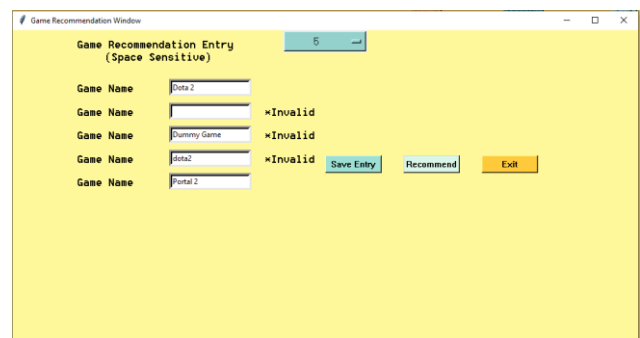 Game Recommendation Window
Game Recommendation Entry
(Space Sensitive)
5
Game Name Dota 2
Game Name *Invalid
Game Name Dummy Game *Invalid
Game Name dota2 *Invalid
Save Entry Recommend Exit
Game Name Portal 2